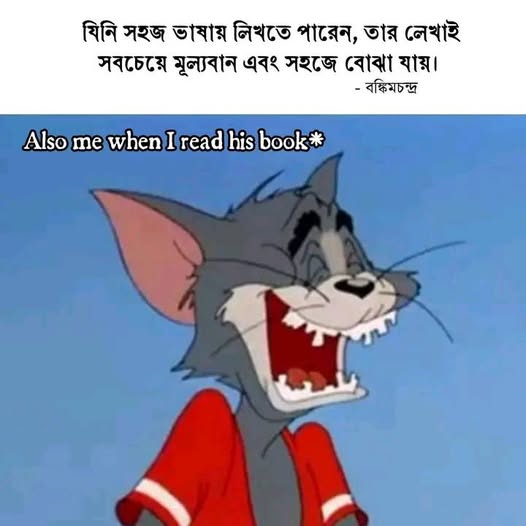 যিনি সহজ ভাষায় লিখতে পারেন, তার লেখাই
সবচেয়ে মূল্যবান এবং সহজে বোঝা যায়।
- বঙ্কিমচন্দ্র
Also me when I read his book*